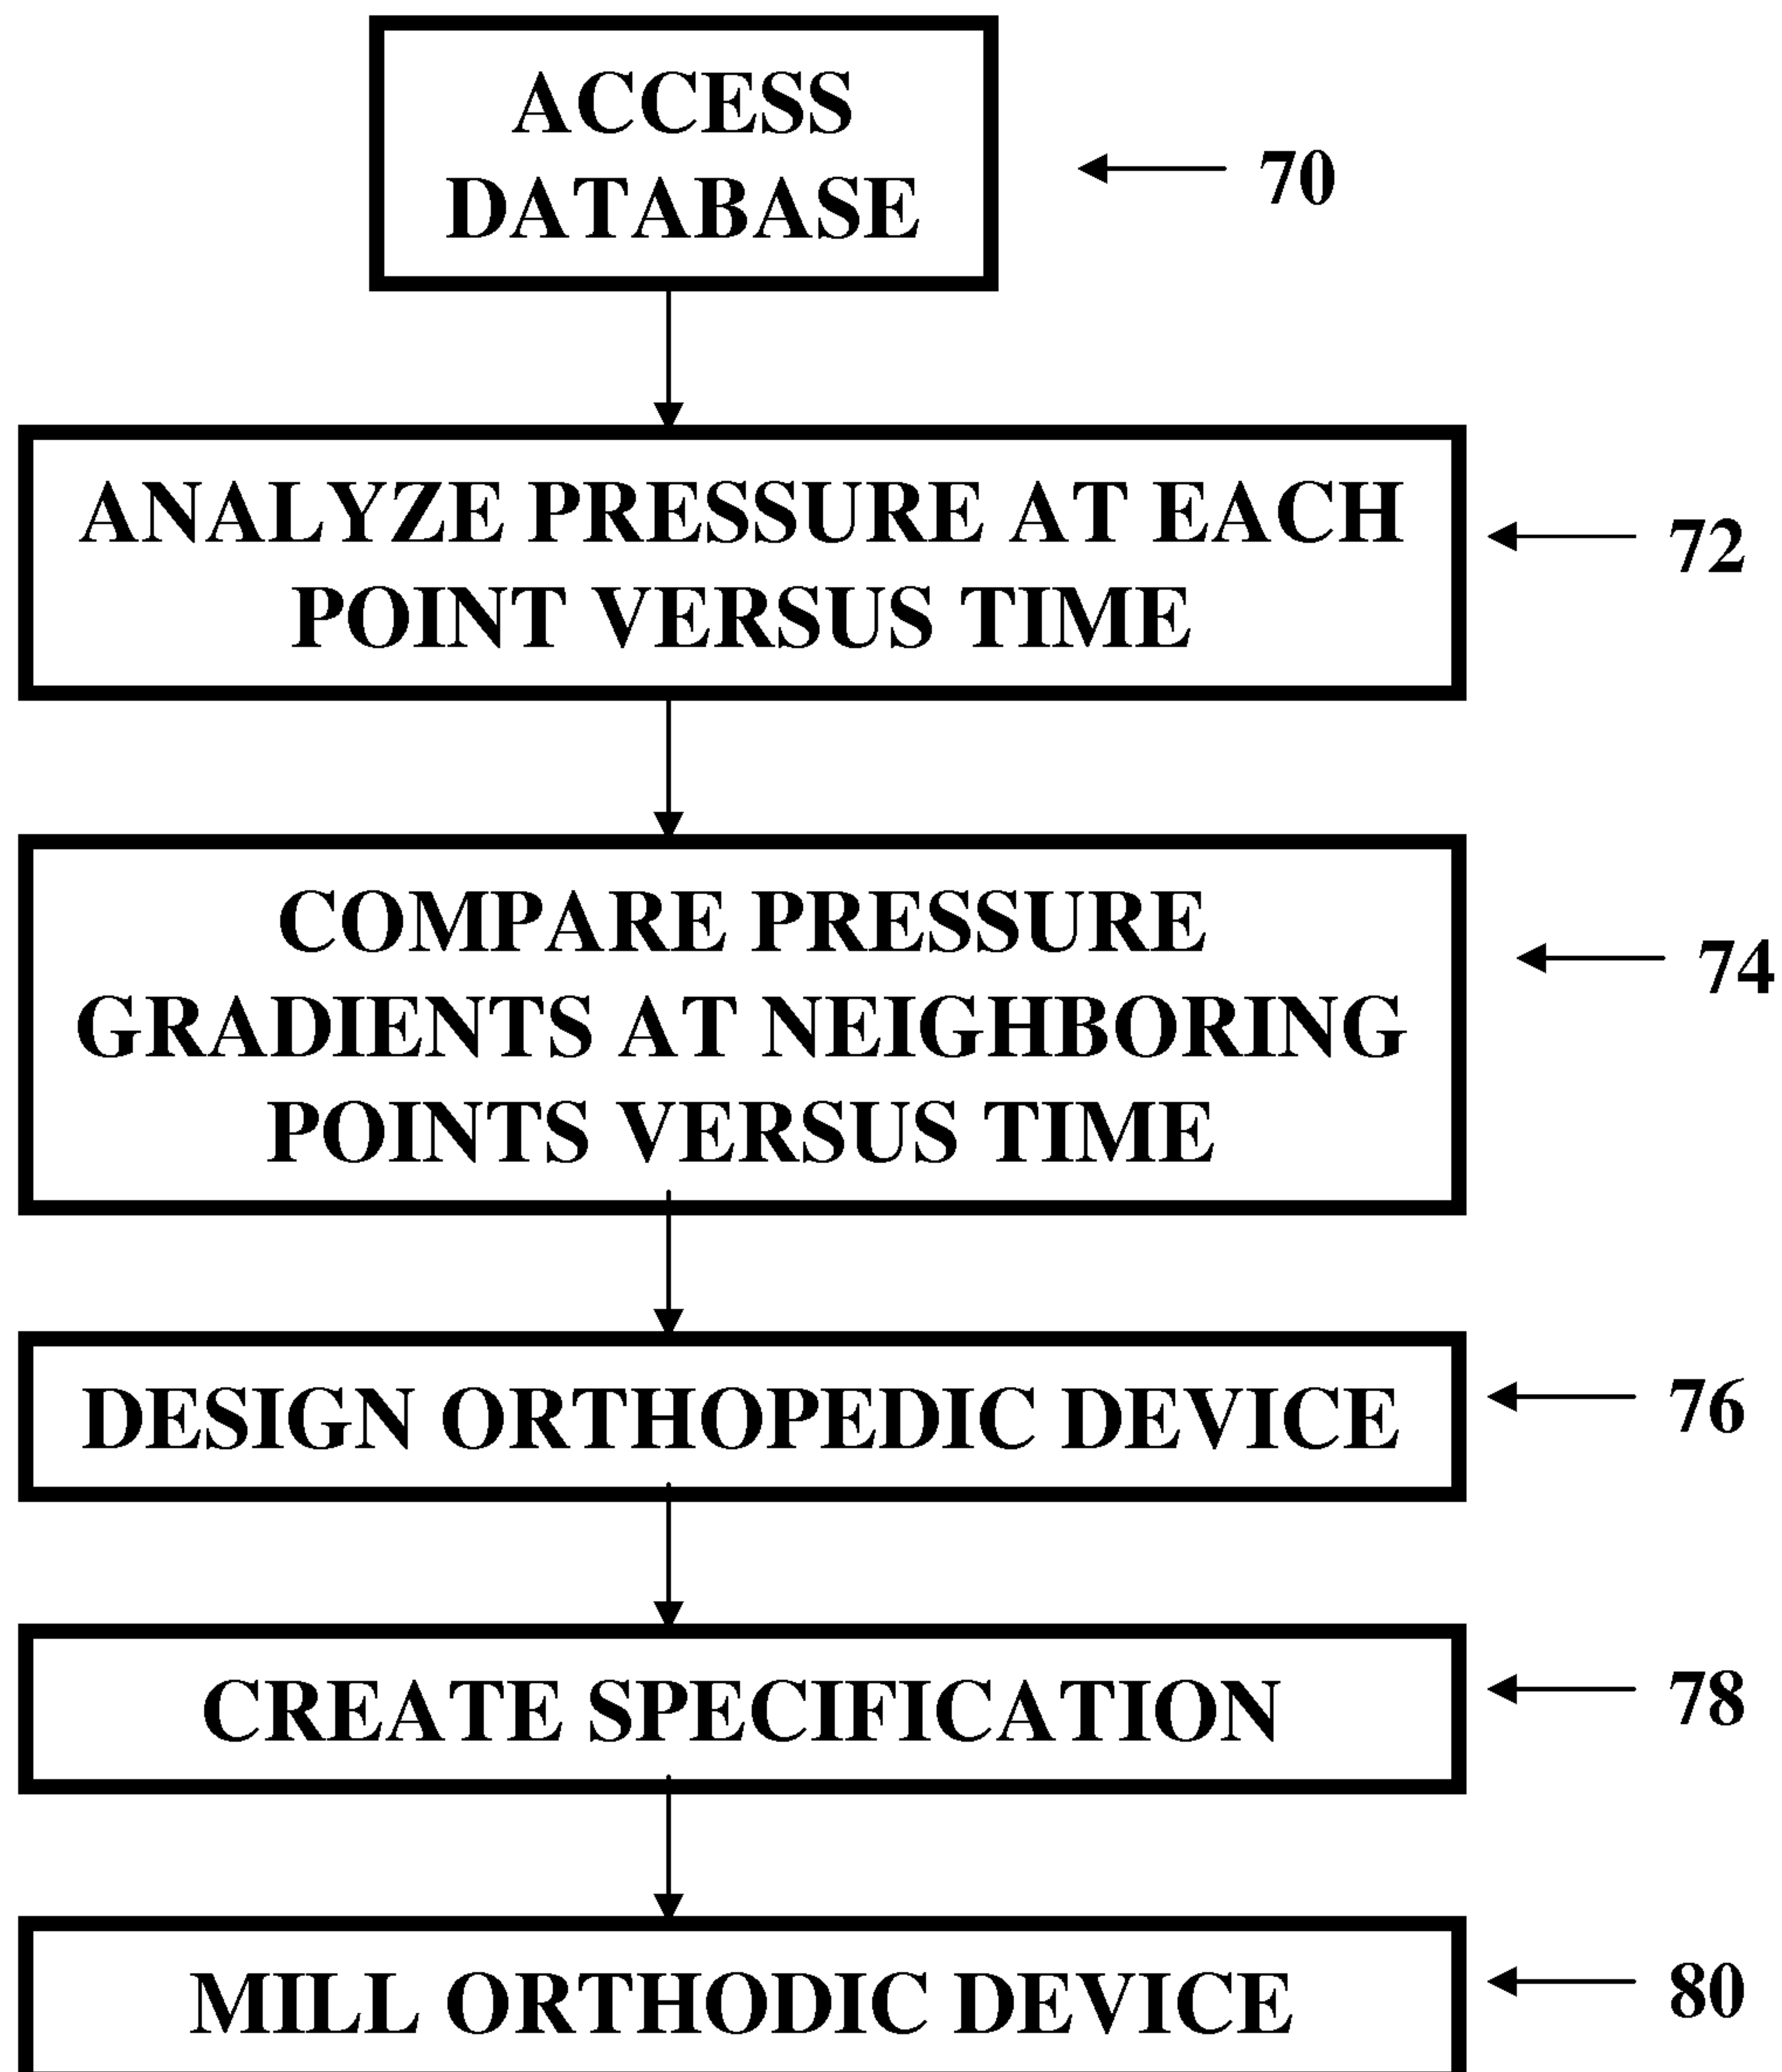 ACCESS
DATABASE
70
ANALYZE PRESSURE AT EACH
POINT VERSUS TIME
72
COMPARE PRESSURE
GRADIENTS AT NEIGHBORING
POINTS VERSUS TIME
74
DESIGN ORTHOPEDIC DEVICE
76
CREATE SPECIFICATION
78
MILL ORTHODIC DEVICE
80